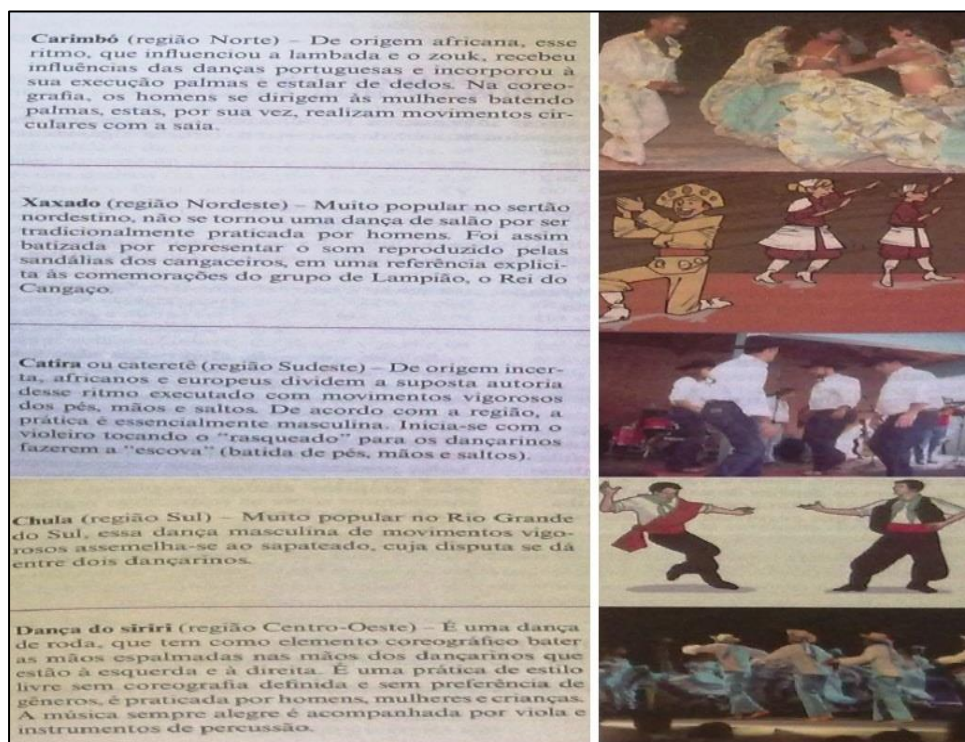 Carimbó (região Norte) – De origem africana, esse
ritmo, que influenciou a lambada e o zouk, recebeu
influências das danças portuguesas e incorporou à
sua execução palmas e estalar de dedos. Na coreo-
grafia, os homens se dirigem às mulheres batendo
palmas, estas, por sua vez, realizam movimentos cir-
culares com a saia.
Xaxado (região Nordeste) – Muito popular no sertão
nordestino, não se tornou uma dança de salão por ser
tradicionalmente praticada por homens. Foi assim
batizada por representar o som reproduzido pelas
sandálias dos cangaceiros, em uma referência explíci-
ta às comemorações do grupo de Lampião, o Rei do
Cangaço.
Catira ou cateretê (região Sudeste) – De origem incer-
ta, africanos e europeus dividem a suposta autoria
desse ritmo executado com movimentos vigorosos
dos pés, mãos e saltos. De acordo com a região, a
prática é essencialmente masculina. Inicia-se com o
violeiro tocando o “rasqueado” para os dançarinos
fazerem a “escova” (batida de pés, mãos e saltos).
Chula (região Sul) – Muito popular no Rio Grande
do Sul, essa dança masculina de movimentos vigo-
rosos assemelha-se ao sapateado, cuja disputa se dá
entre dois dançarinos.
Dança do siriri (região Centro-Oeste) – É uma dança
de roda, que tem como elemento coreográfico bater
as mãos espalmadas nas mãos dos dançarinos que
estão à esquerda e à direita. É uma prática de estilo
livre sem coreografia definida e sem preferência de
gêneros, é praticada por homens, mulheres e crianças.
A música sempre alegre é acompanhada por viola e
instrumentos de percussão.